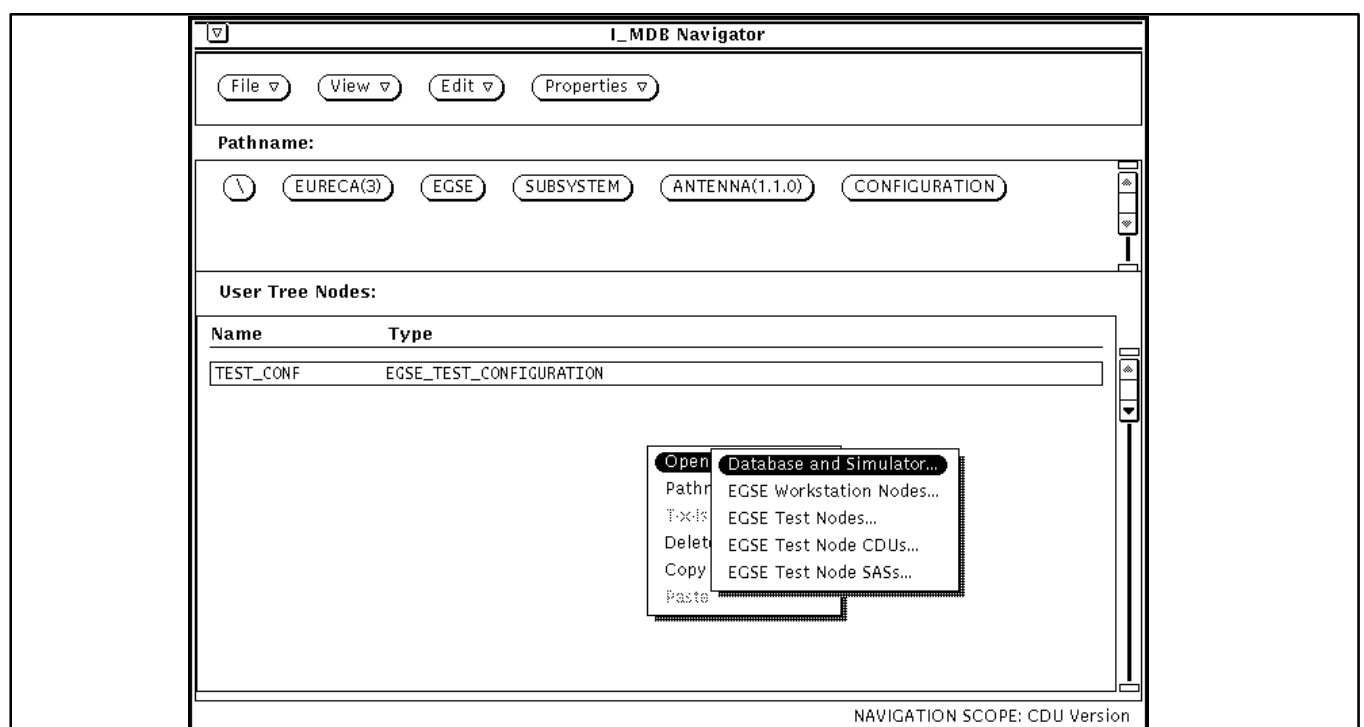 I_MDB Navigator
File View Edit Properties
Pathname:
\ EURECA(3) EGSE SUBSYSTEM ANTENNA(1.1.0) CONFIGURATION
User Tree Nodes:
Name Type
TEST_CONF EGSE_TEST_CONFIGURATION
Open Database and Simulator...
Pathn EGSE Workstation Nodes...
EGSE Test Nodes...
Delete EGSE Test Node CDUs...
Copy EGSE Test Node SASs...
Paste
NAVIGATION SCOPE: CDU Version